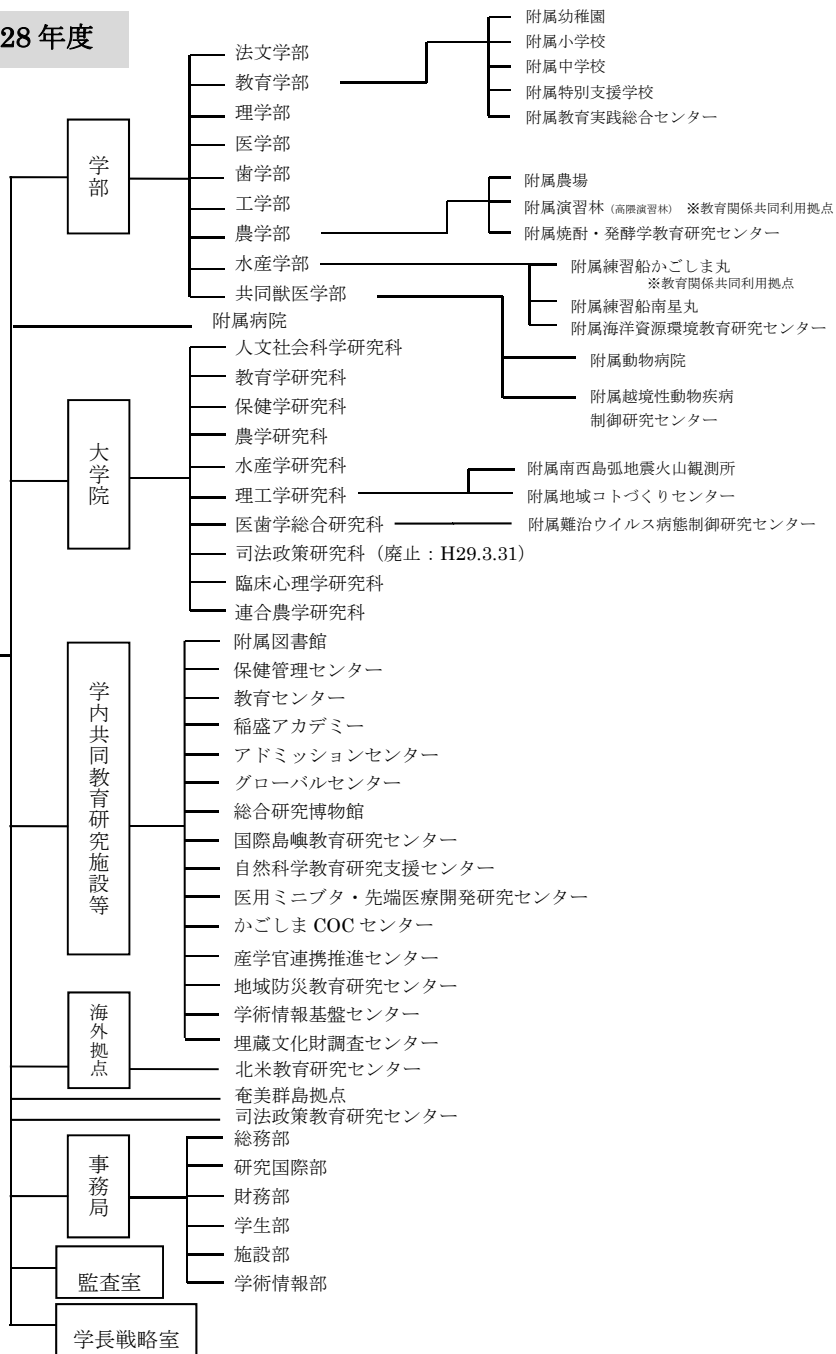 28 年度
学部
法文学部
教育学部
附属幼稚園
附属小学校
附属中学校
附属特別支援学校
附属教育実践総合センター
理学部
医学部
歯学部
工学部
農学部
附属農場
附属演習林（高隈演習林） ※教育関係共同利用拠点
附属焼酎・発酵学教育研究センター
水産学部
附属練習船かごしま丸
※教育関係共同利用拠点
附属練習船南星丸
附属海洋資源環境教育研究センター
共同獣医学部
附属動物病院
附属越境性動物疾病
制御研究センター
附属病院
大学院
人文社会科学研究科
教育学研究科
保健学研究科
農学研究科
水産学研究科
理工学研究科
附属南西島弧地震火山観測所
附属地域コトづくりセンター
医歯学総合研究科
附属難治ウイルス病態制御研究センター
司法政策研究科（廃止：H29.3.31）
臨床心理学研究科
連合農学研究科
学内共同教育研究施設等
附属図書館
保健管理センター
教育センター
稲盛アカデミー
アドミッションセンター
グローバルセンター
総合研究博物館
国際島嶼教育研究センター
自然科学教育研究支援センター
医用ミニブタ・先端医療開発研究センター
かごしま COC センター
産学官連携推進センター
地域防災教育研究センター
学術情報基盤センター
埋蔵文化財調査センター
海外拠点
北米教育研究センター
奄美群島拠点
司法政策教育研究センター
事務局
総務部
研究国際部
財務部
学生部
施設部
学術情報部
監査室
学長戦略室